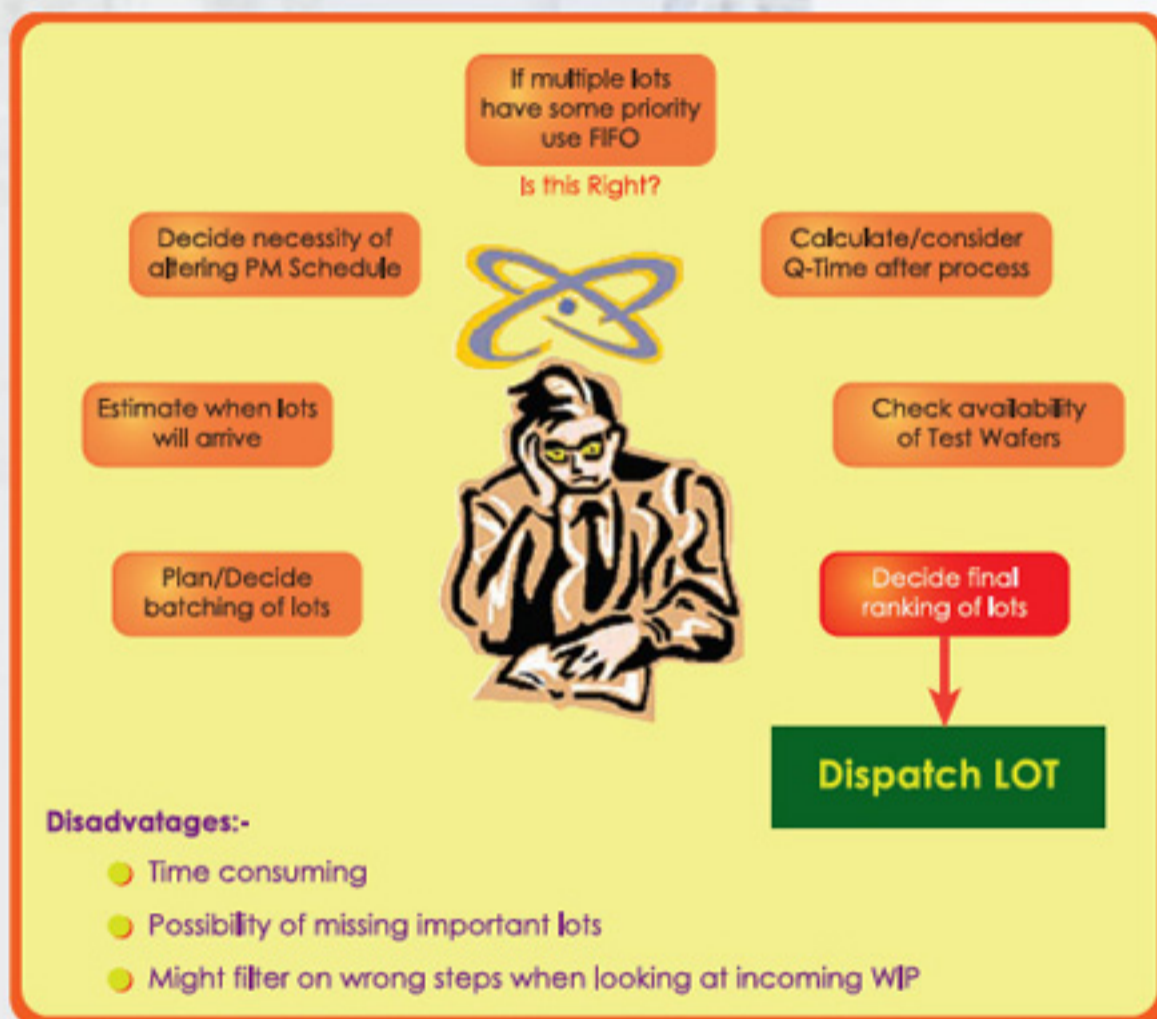 If multiple lots
have some priority
use FIFO
Is this Right?
Decide necessity of
altering PM Schedule
Calculate/consider
Q-Time after process
Estimate when lots
will arrive
Check availability
of Test Wafers
Plan/Decide
batching of lots
Decide final
ranking of lots
Dispatch LOT
Disadvatages:-
Time consuming
Possibility of missing important lots
Might filter on wrong steps when looking at incoming WIP